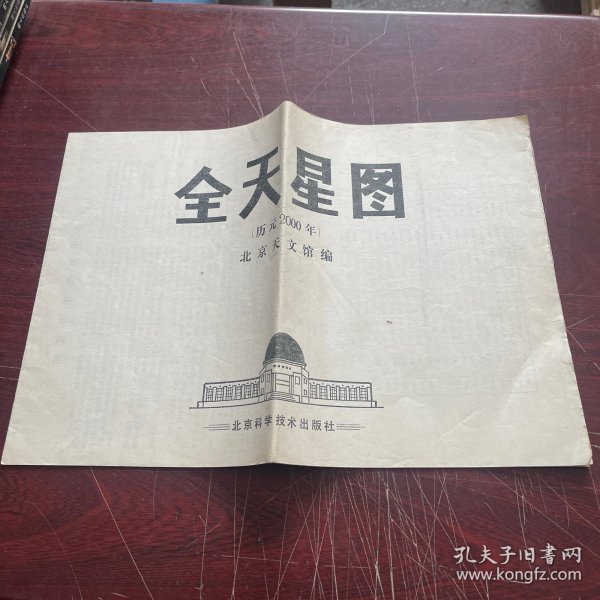 全天星图
(历元2000年)
北京天文馆编
北京科学技术出版社
孔夫子旧书网
www.kongfz.com